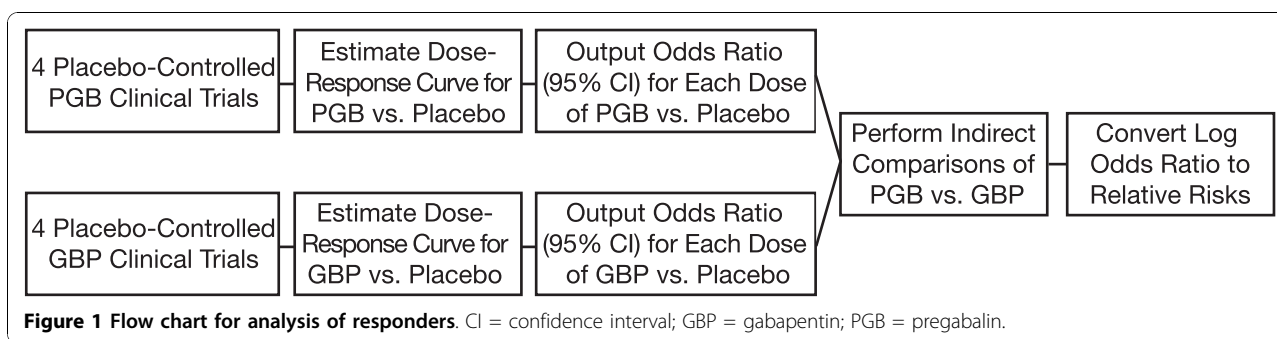 4 Placebo-Controlled
PGB Clinical Trials
Estimate Dose-
Response Curve for
PGB vs. Placebo
Output Odds Ratio
(95% CI) for Each Dose
of PGB vs. Placebo
4 Placebo-Controlled
GBP Clinical Trials
Estimate Dose-
Response Curve for
GBP vs. Placebo
Output Odds Ratio
(95% CI) for Each Dose
of GBP vs. Placebo
Perform Indirect
Comparisons of
PGB vs. GBP
Convert Log
Odds Ratio to
Relative Risks
Figure 1 Flow chart for analysis of responders. CI = confidence interval; GBP = gabapentin; PGB = pregabalin.